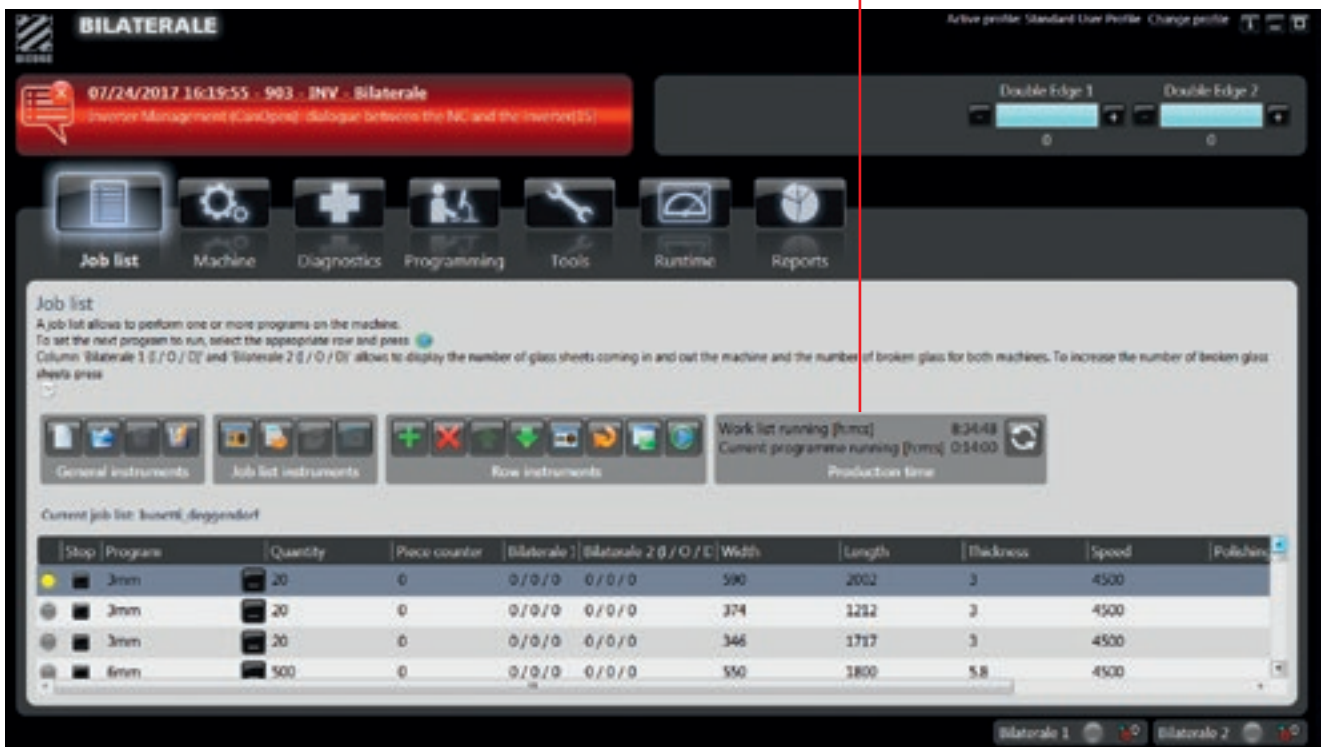 BILATERALE
Active profile: Standard User Profile Change profile
07/24/2017 16:19:55 - 903 - INV - Bilaterale
Inverter Management (CanOpen): dialogue between the NC and the inverter[15]
Double Edge 1 Double Edge 2
- + - +
0 0
Job list Machine Diagnostics Programming Tools Runtime Reports
Job list
A job list allows to perform one or more programs on the machine.
To set the next program to run, select the appropriate row and press
Column 'Bilaterale 1 (I / O / D)' and 'Bilaterale 2 (I / O / D)' allows to display the number of glass sheets coming in and out the machine and the number of broken glass for both machines. To increase the number of broken glass
sheets press
Work list running [h:m:s] 8:34:48
Current programme running [h:m:s] 0:14:00
General instruments Job list instruments Row instruments Production time
Current job list: busetti_deggendorf
Stop Program Quantity Piece counter Bilaterale 1 Bilaterale 2 (I / O / D Width Length Thickness Speed Polishing
3mm 20 0 0 / 0 / 0 0 / 0 / 0 590 2002 3 4500
3mm 20 0 0 / 0 / 0 0 / 0 / 0 374 1212 3 4500
3mm 20 0 0 / 0 / 0 0 / 0 / 0 346 1717 3 4500
6mm 500 0 0 / 0 / 0 0 / 0 / 0 550 1800 5.8 4500
Bilaterale 1 Bilaterale 2